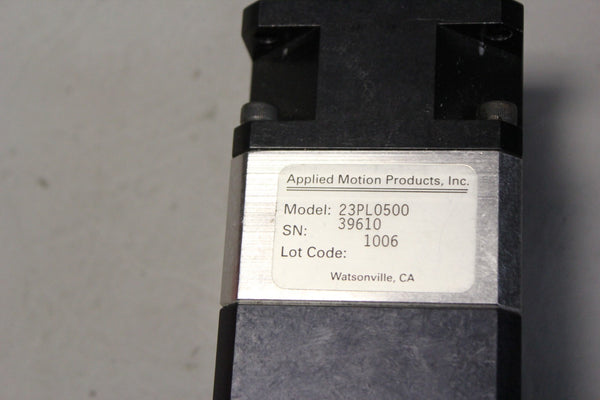 Applied Motion Products, Inc.
Model: 23PL0500
SN: 39610
Lot Code: 1006
Watsonville, CA